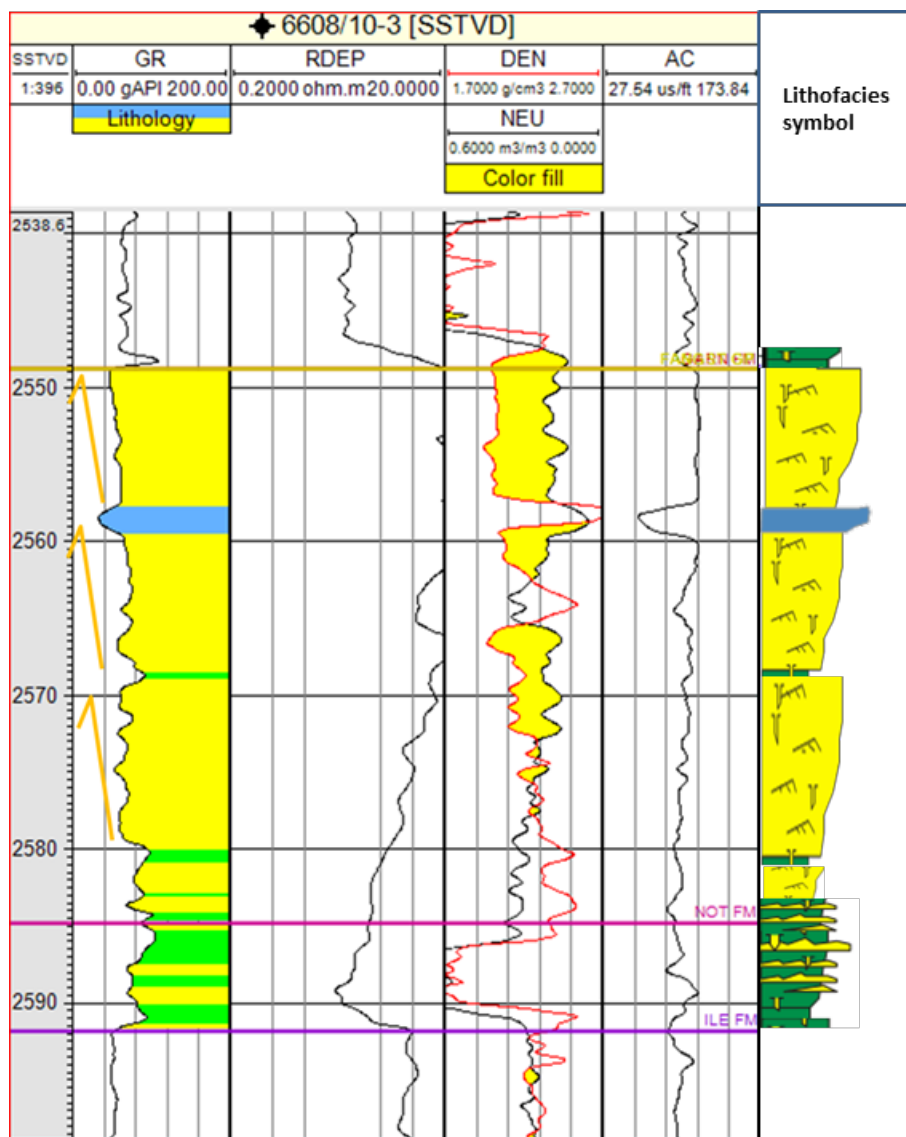 6608/10-3 [SSTVD]
SSTVD GR RDEP DEN AC
1:396 0.00 gAPI 200.00 0.2000 ohm.m20.0000 1.7000 g/cm3 2.7000 27.54 us/ft 173.84
Lithology NEU
0.6000 m3/m3 0.0000
Color fill
Lithofacies
symbol
2538.6
2550
2560
2570
2580
NOT FM
2590
ILE FM